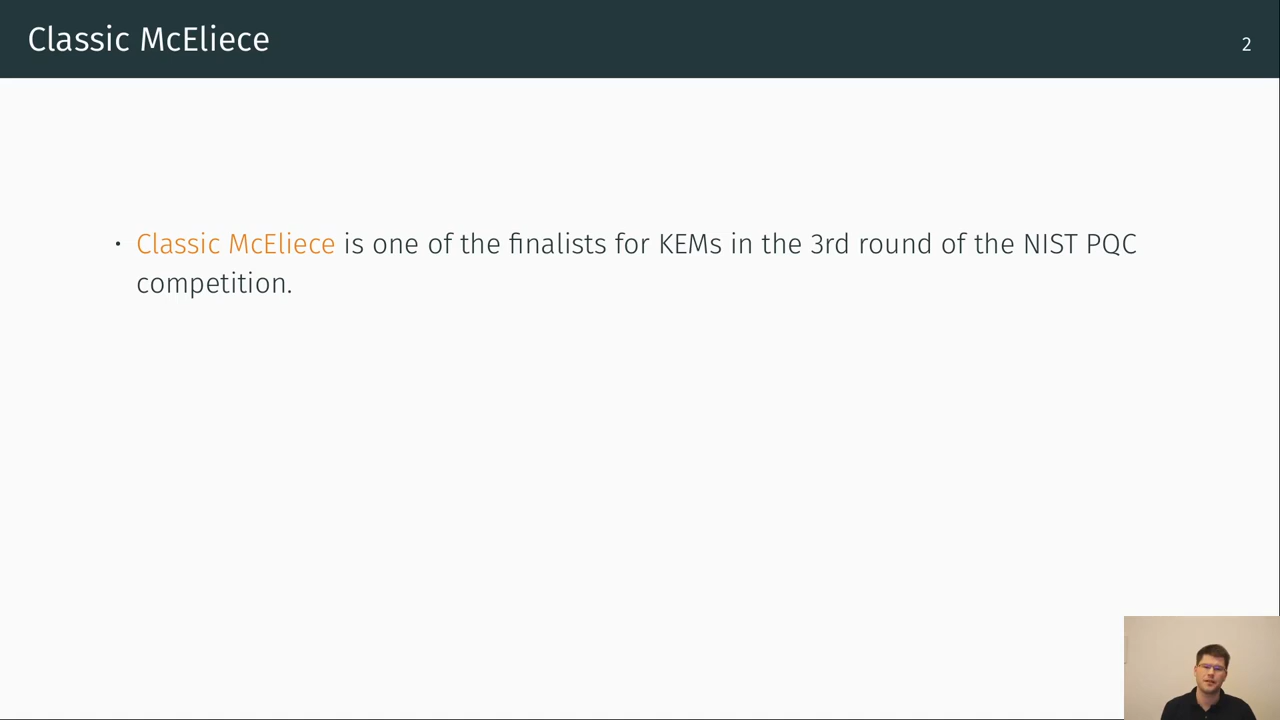 Classic McEliece
2
• Classic McEliece is one of the finalists for KEMs in the 3rd round of the NIST PQC
competition.